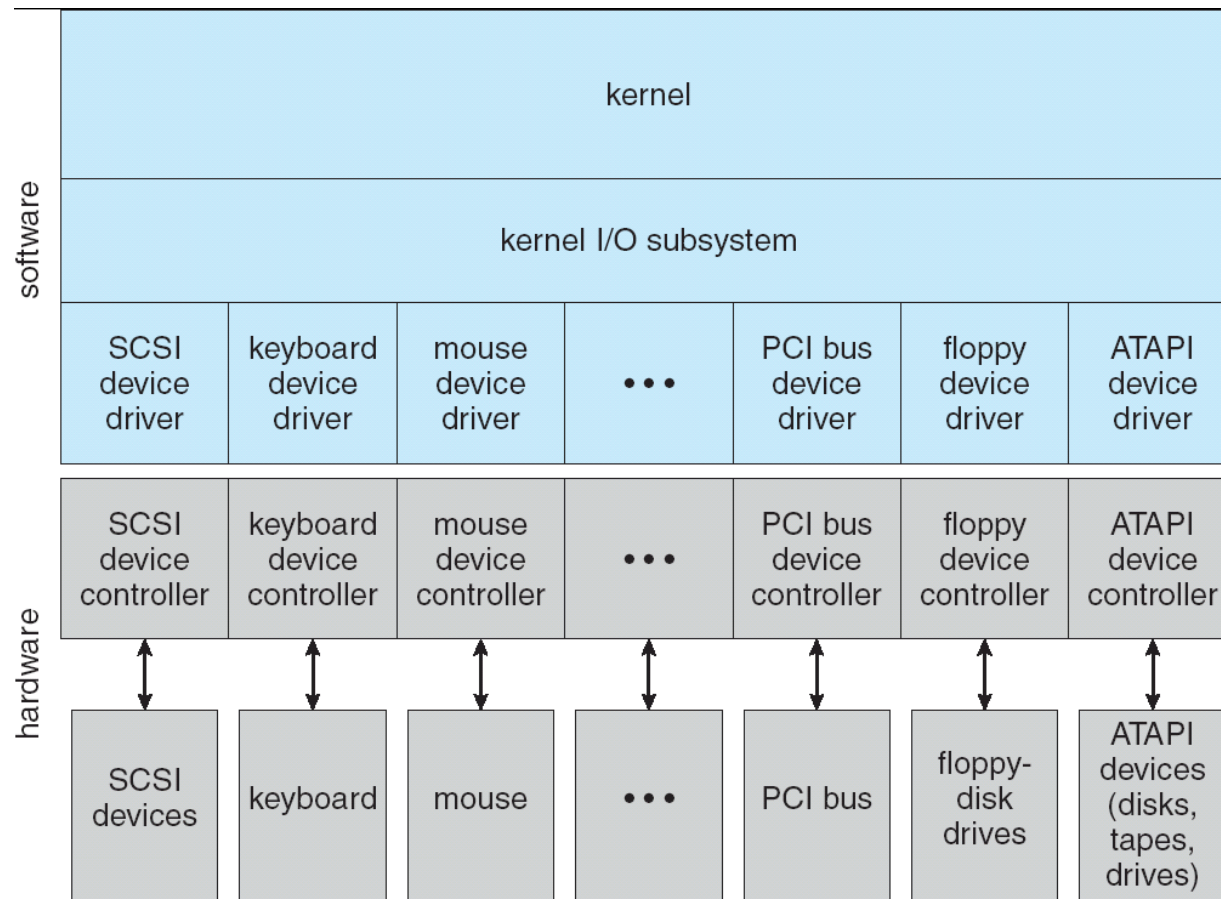 kernel
software
kernel I/O subsystem
SCSI
device
driver
keyboard
device
driver
mouse
device
driver
•••
PCI bus
device
driver
floppy
device
driver
ATAPI
device
driver
hardware
SCSI
device
controller
keyboard
device
controller
mouse
device
controller
•••
PCI bus
device
controller
floppy
device
controller
ATAPI
device
controller
SCSI
devices
keyboard
mouse
•••
PCI bus
floppy-
disk
drives
ATAPI
devices
(disks,
tapes,
drives)